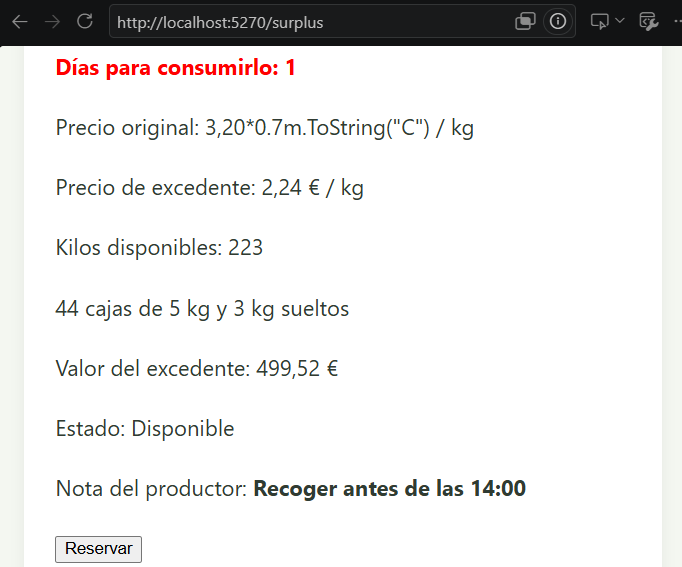 http://localhost:5270/surplus
Días para consumirlo: 1
Precio original: 3,20*0.7m.ToString("C") / kg
Precio de excedente: 2,24 € / kg
Kilos disponibles: 223
44 cajas de 5 kg y 3 kg sueltos
Valor del excedente: 499,52 €
Estado: Disponible
Nota del productor: Recoger antes de las 14:00
Reservar